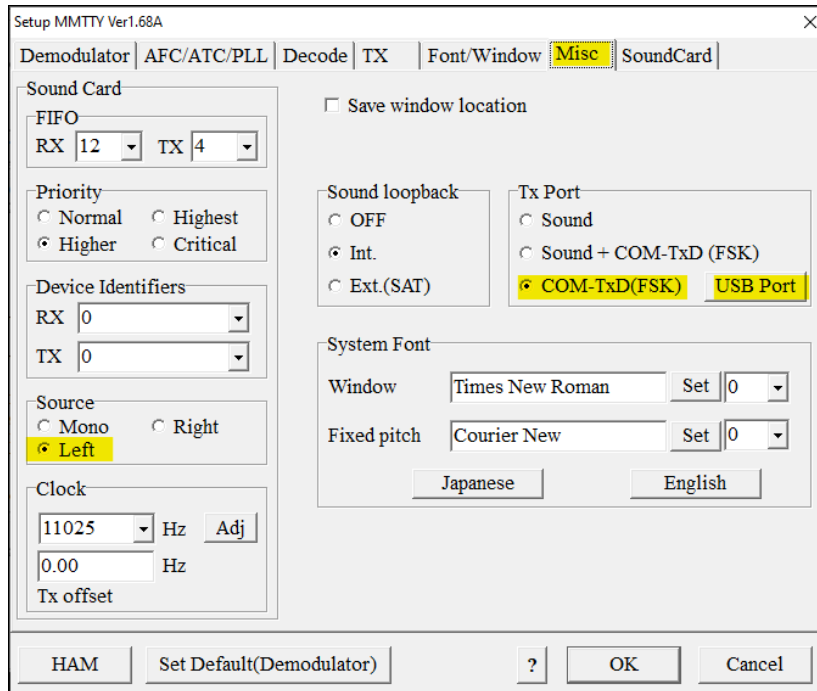 Setup MMTTY Ver1.68A
Demodulator AFC/ATC/PLL Decode TX Font/Window Misc SoundCard
Sound Card
FIFO
RX 12 TX 4
Priority
Normal Highest
Higher Critical
Device Identifiers
RX 0
TX 0
Source
Mono Right
Left
Clock
11025 Hz Adj
0.00 Hz
Tx offset
Save window location
Sound loopback
OFF
Int.
Ext.(SAT)
Tx Port
Sound
Sound + COM-TxD (FSK)
COM-TxD(FSK) USB Port
System Font
Window Times New Roman Set 0
Fixed pitch Courier New Set 0
Japanese English
HAM Set Default(Demodulator) ? OK Cancel